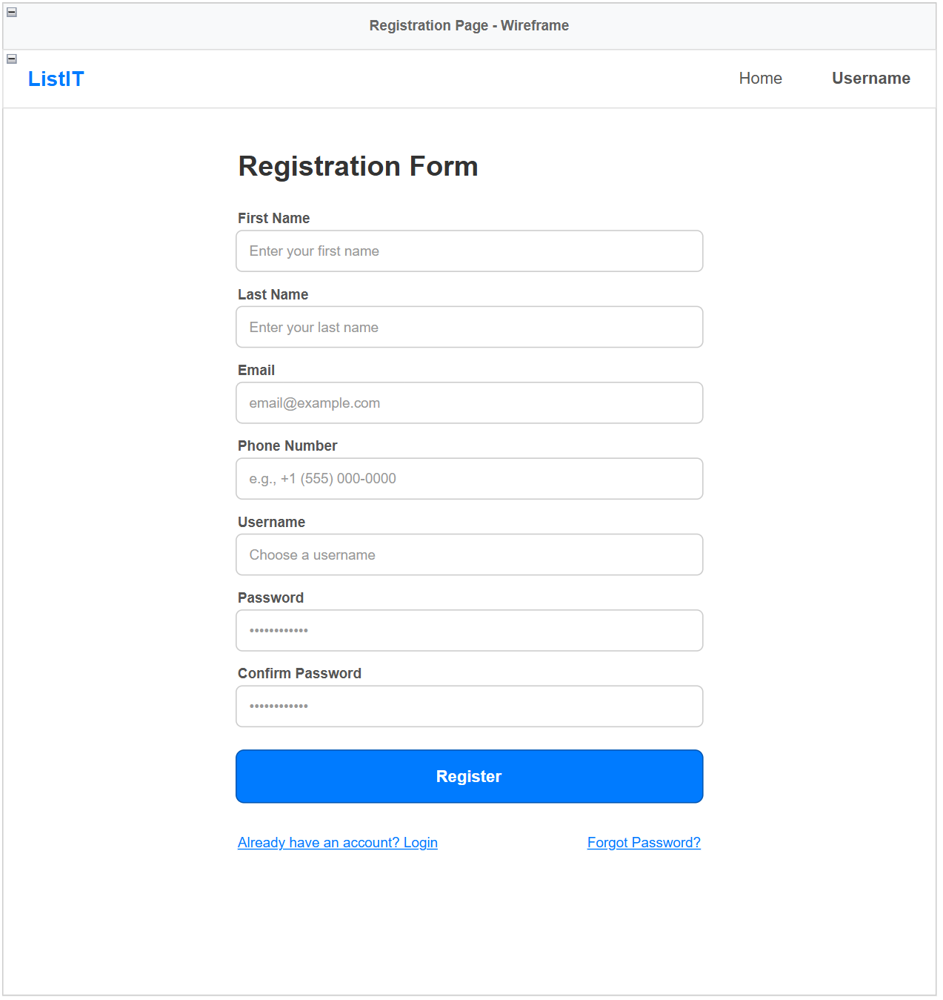 Registration Page - Wireframe
ListIT
Home
Username
Registration Form
First Name
Enter your first name
Last Name
Enter your last name
Email
email@example.com
Phone Number
e.g., +1 (555) 000-0000
Username
Choose a username
Password
••••••••••••
Confirm Password
••••••••••••
Register
Already have an account? Login
Forgot Password?